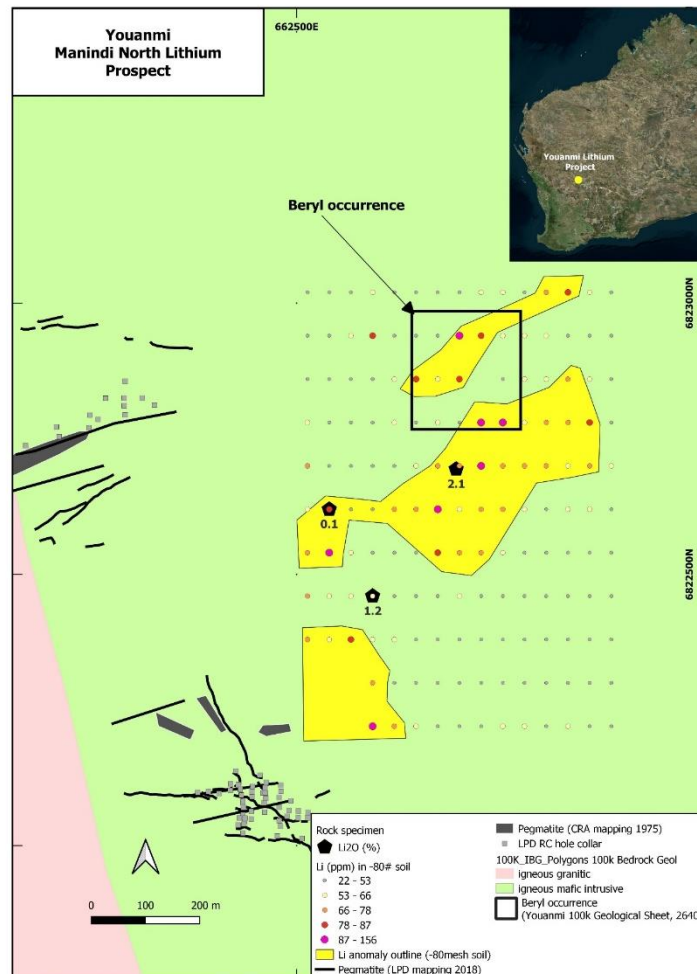 Youanmi
Manindi North Lithium
Prospect
662500E
Youanmi Lithium
Project
Beryl occurrence
6823000N
2.1
0.1
6822500N
1.2
0 100 200 m
Rock specimen
Li2O (%)
Li (ppm) in -80# soil
22 - 53
53 - 66
66 - 78
78 - 87
87 - 156
Li anomaly outline (-80mesh soil)
Pegmatite (LPD mapping 2018)
Pegmatite (CRA mapping 1975)
LPD RC hole collar
100K_IBG_Polygons 100k Bedrock Geol
igneous granitic
igneous mafic intrusive
Beryl occurrence
(Youanmi 100k Geological Sheet, 2640